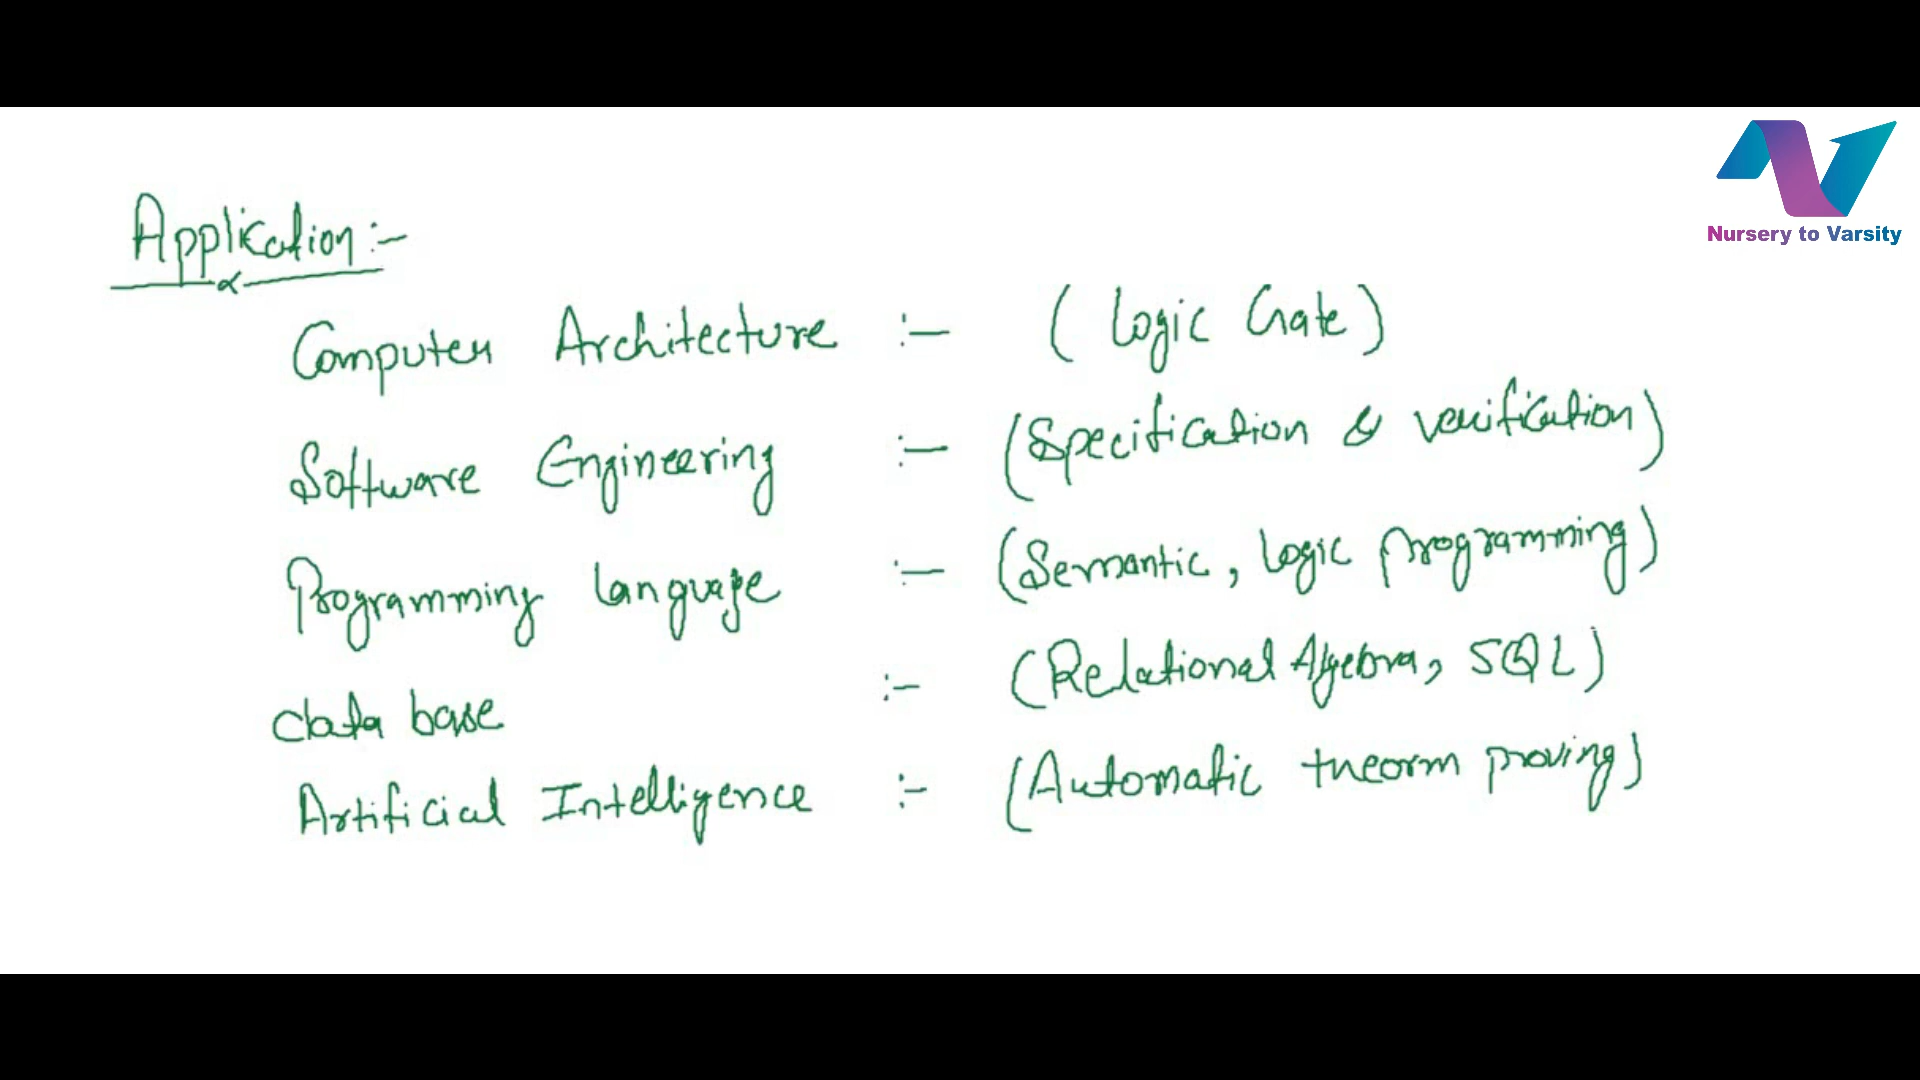 Nursery to Varsity
Application :-
Computer Architecture :- (Logic Gate)
Software Engineering :- (Specification & verification)
Programming Language :- (Semantic, Logic programming)
data base :- (Relational Algebra, SQL)
Artificial Intelligence :- (Automatic theorm proving)